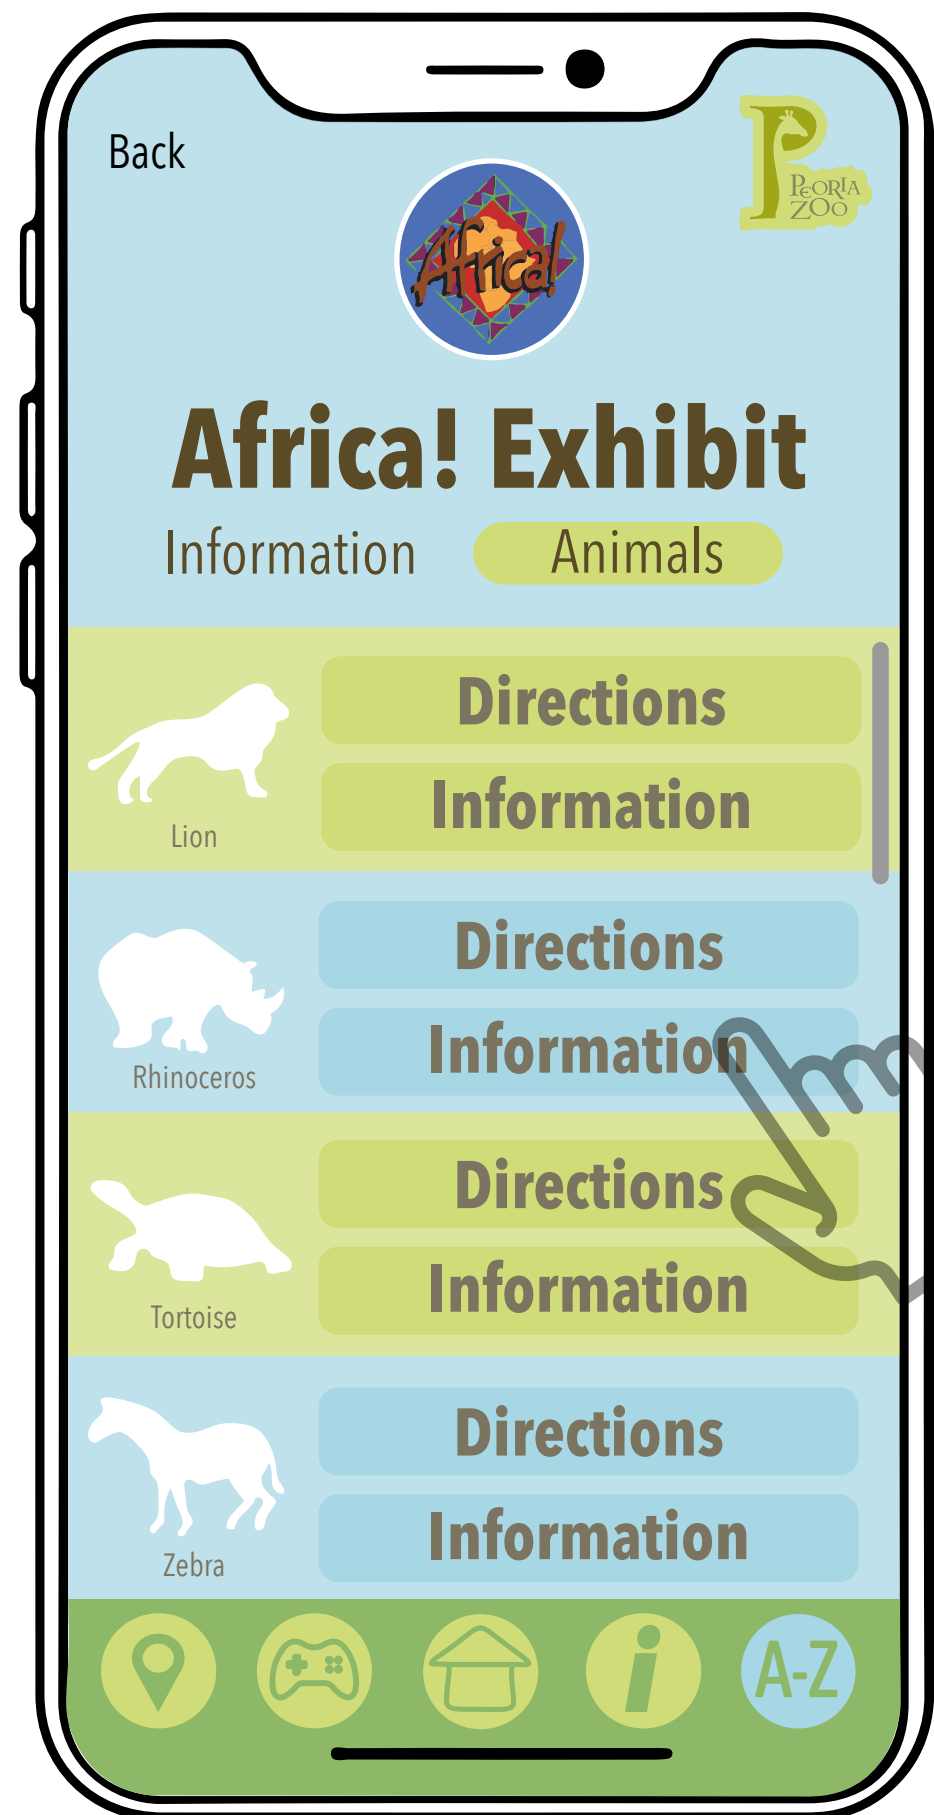 Back
PEORIA
ZOO
Africa!
Africa! Exhibit
Information Animals
Directions
Information
Lion
Directions
Information
Rhinoceros
Directions
Information
Tortoise
Directions
Information
Zebra
i A-Z